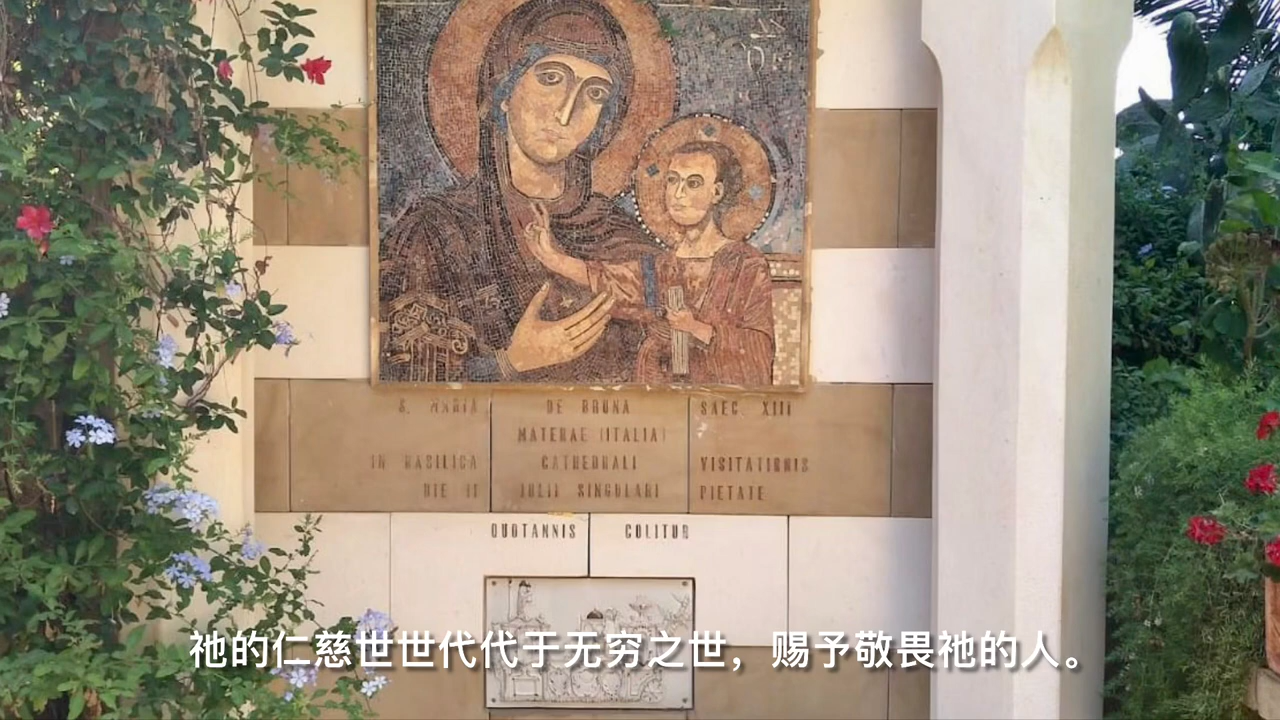 S. MARIA DE BRUNA SAEC. XIII
MATERAE (ITALIA)
IN BASILICA CATHEDRALI VISITATIONIS
DIE II JULII SINGULARI PIETATE
QUOTANNIS COLITUR
祂的仁慈世世代代于无穷之世，赐予敬畏祂的人。